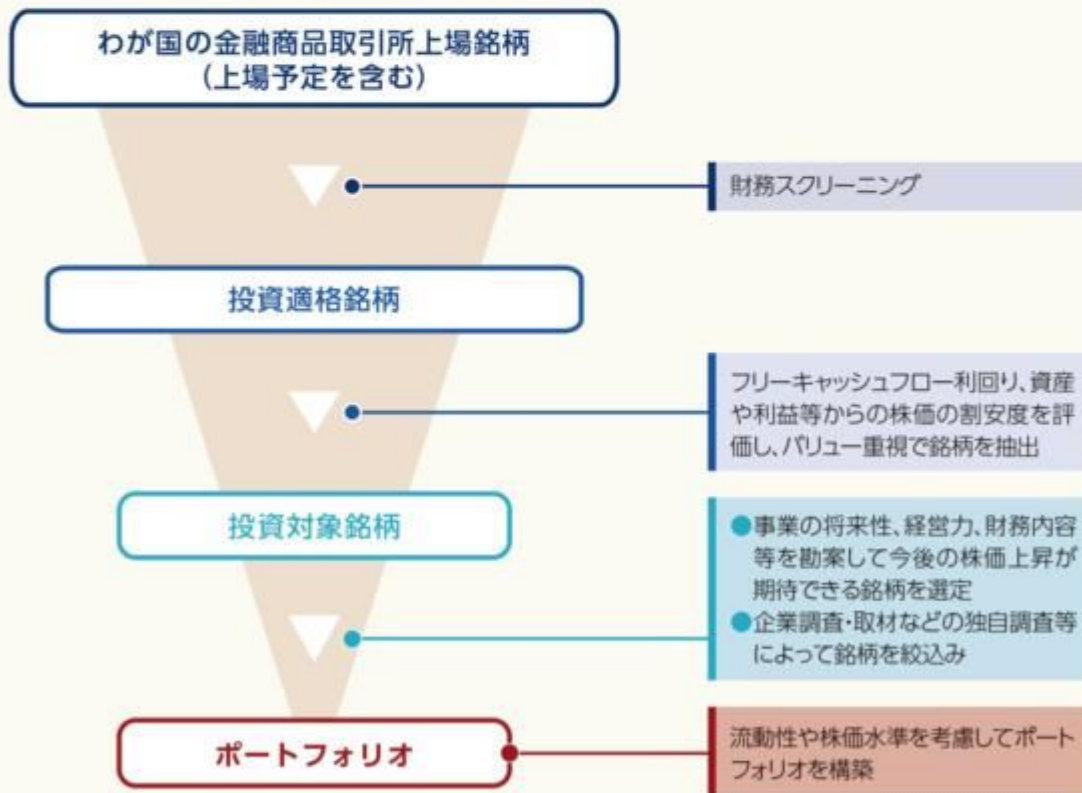 わが国の金融商品取引所上場銘柄
(上場予定を含む)
財務スクリーニング
投資適格銘柄
フリーキャッシュフロー利回り、資産
や利益等からの株価の割安度を評
価し、バリュー重視で銘柄を抽出
投資対象銘柄
●事業の将来性、経営力、財務内容
等を勘案して今後の株価上昇が
期待できる銘柄を選定
●企業調査・取材などの独自調査等
によって銘柄を絞込み
ポートフォリオ
流動性や株価水準を考慮してポート
フォリオを構築